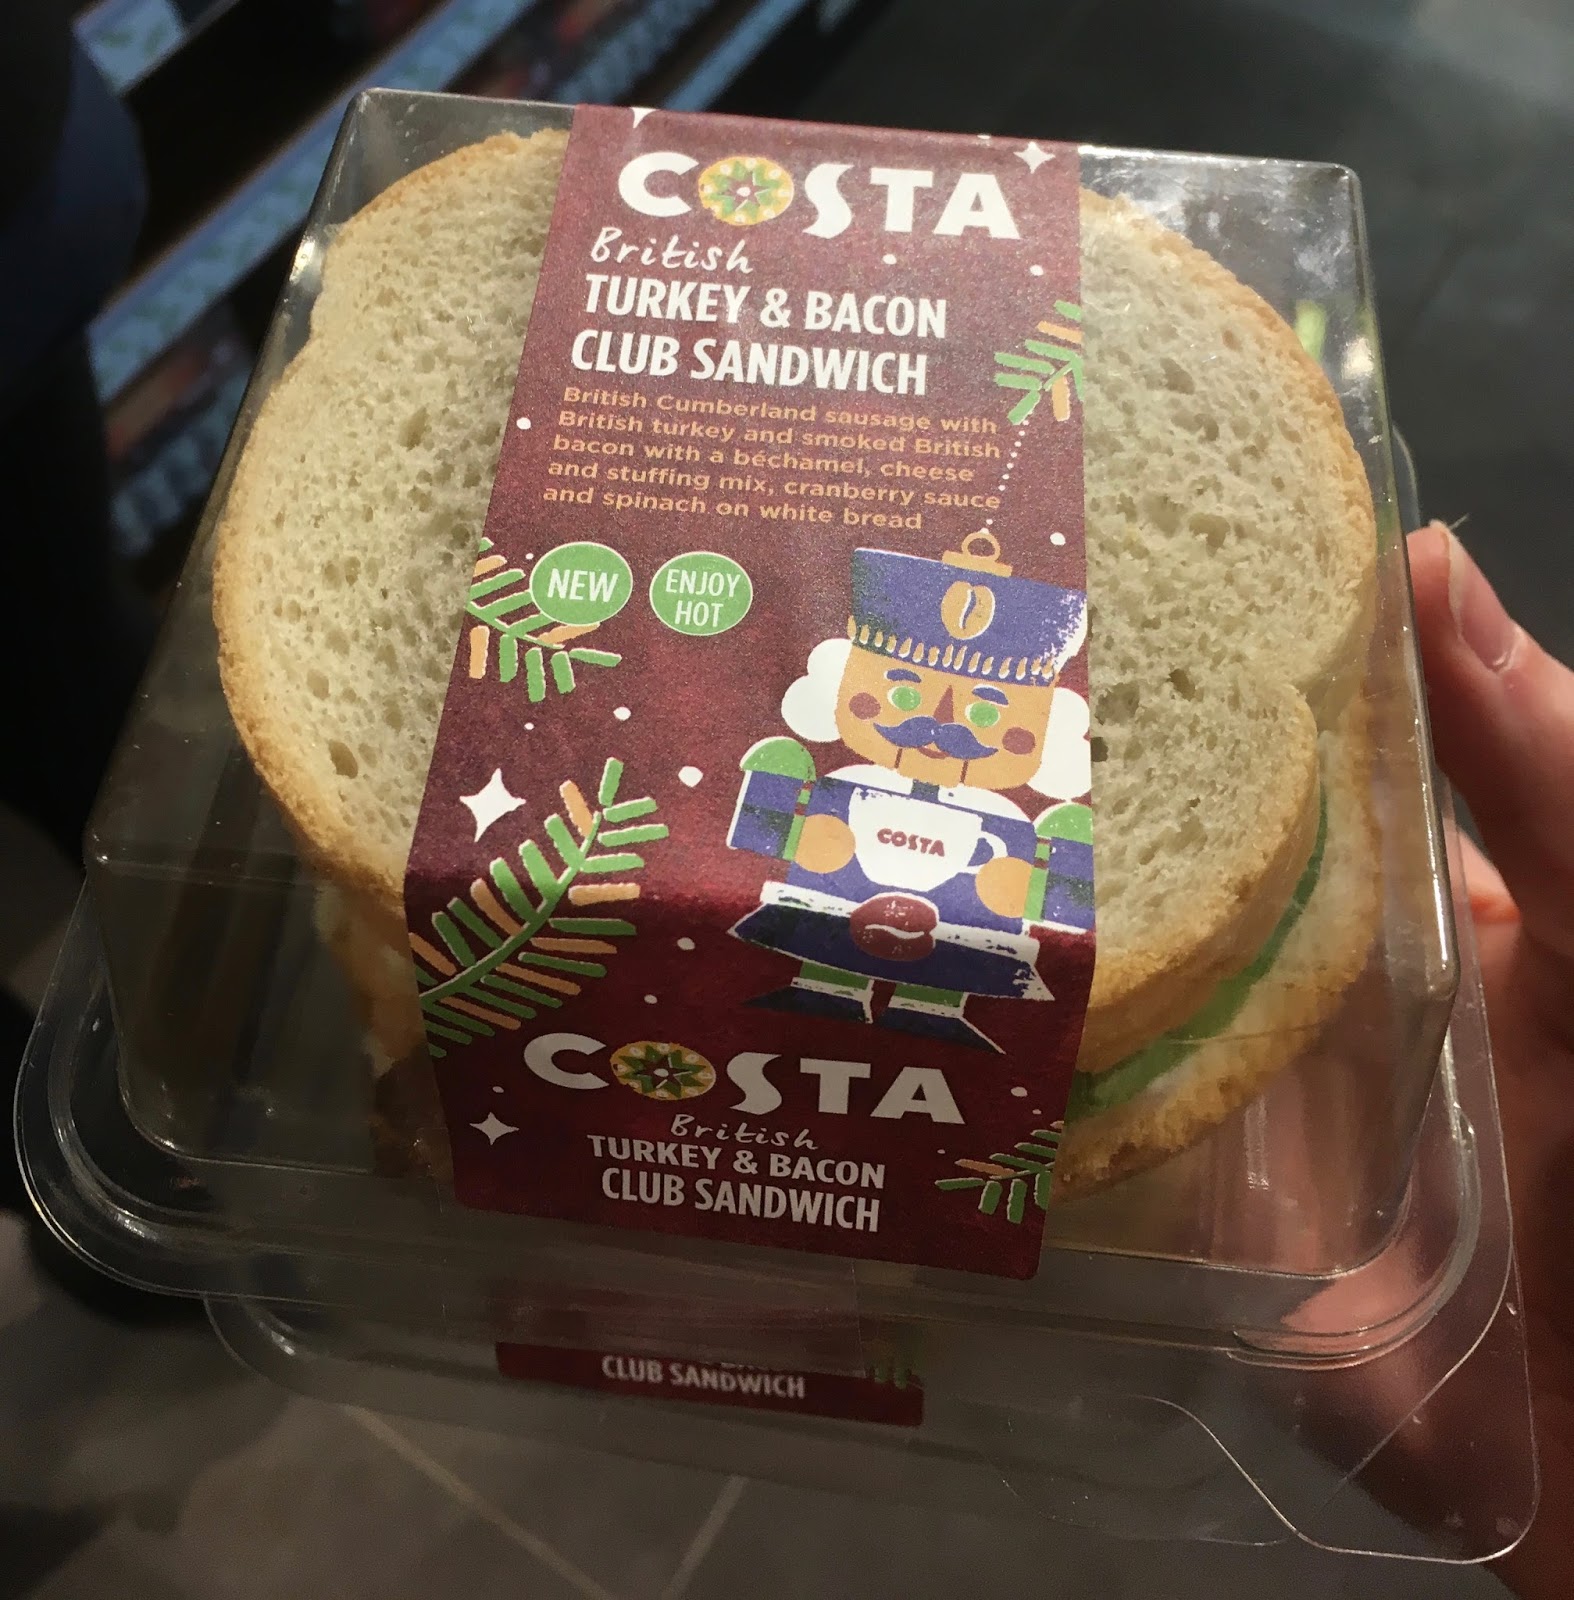 COSTA
British
TURKEY & BACON
CLUB SANDWICH
British Cumberland sausage with
British turkey and smoked British
bacon with a béchamel, cheese
and stuffing mix, cranberry sauce
and spinach on white bread
NEW
ENJOY
HOT
COSTA
COSTA
British
TURKEY & BACON
CLUB SANDWICH
CLUB SANDWICH